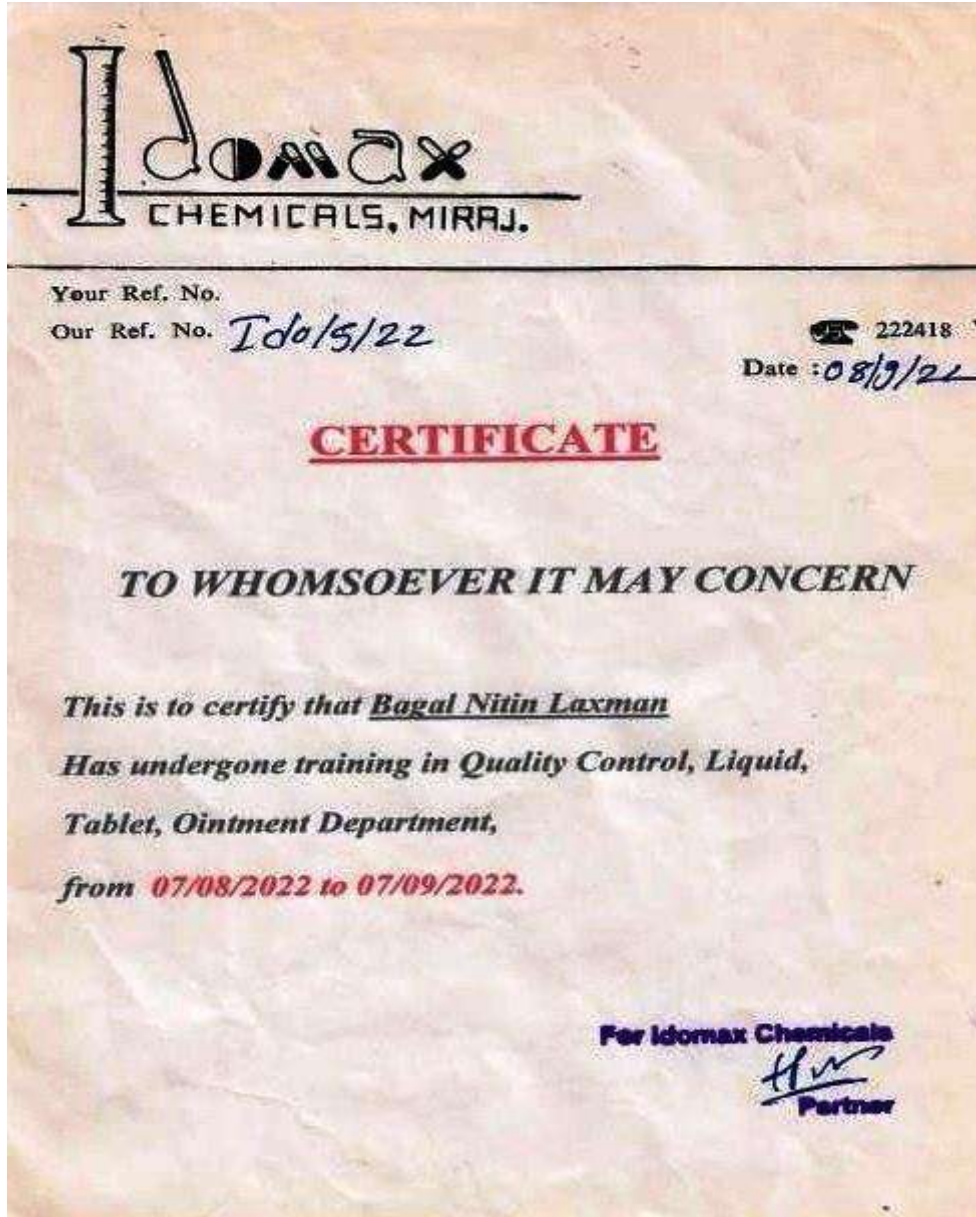 Idomax
CHEMICALS, MIRAJ.
Your Ref. No.
Our Ref. No. Ido/5/22
222418
Date : 08/9/22
CERTIFICATE
TO WHOMSOEVER IT MAY CONCERN
This is to certify that Bagal Nitin Laxman
Has undergone training in Quality Control, Liquid,
Tablet, Ointment Department,
from 07/08/2022 to 07/09/2022.
For Idomax Chemicals
Partner